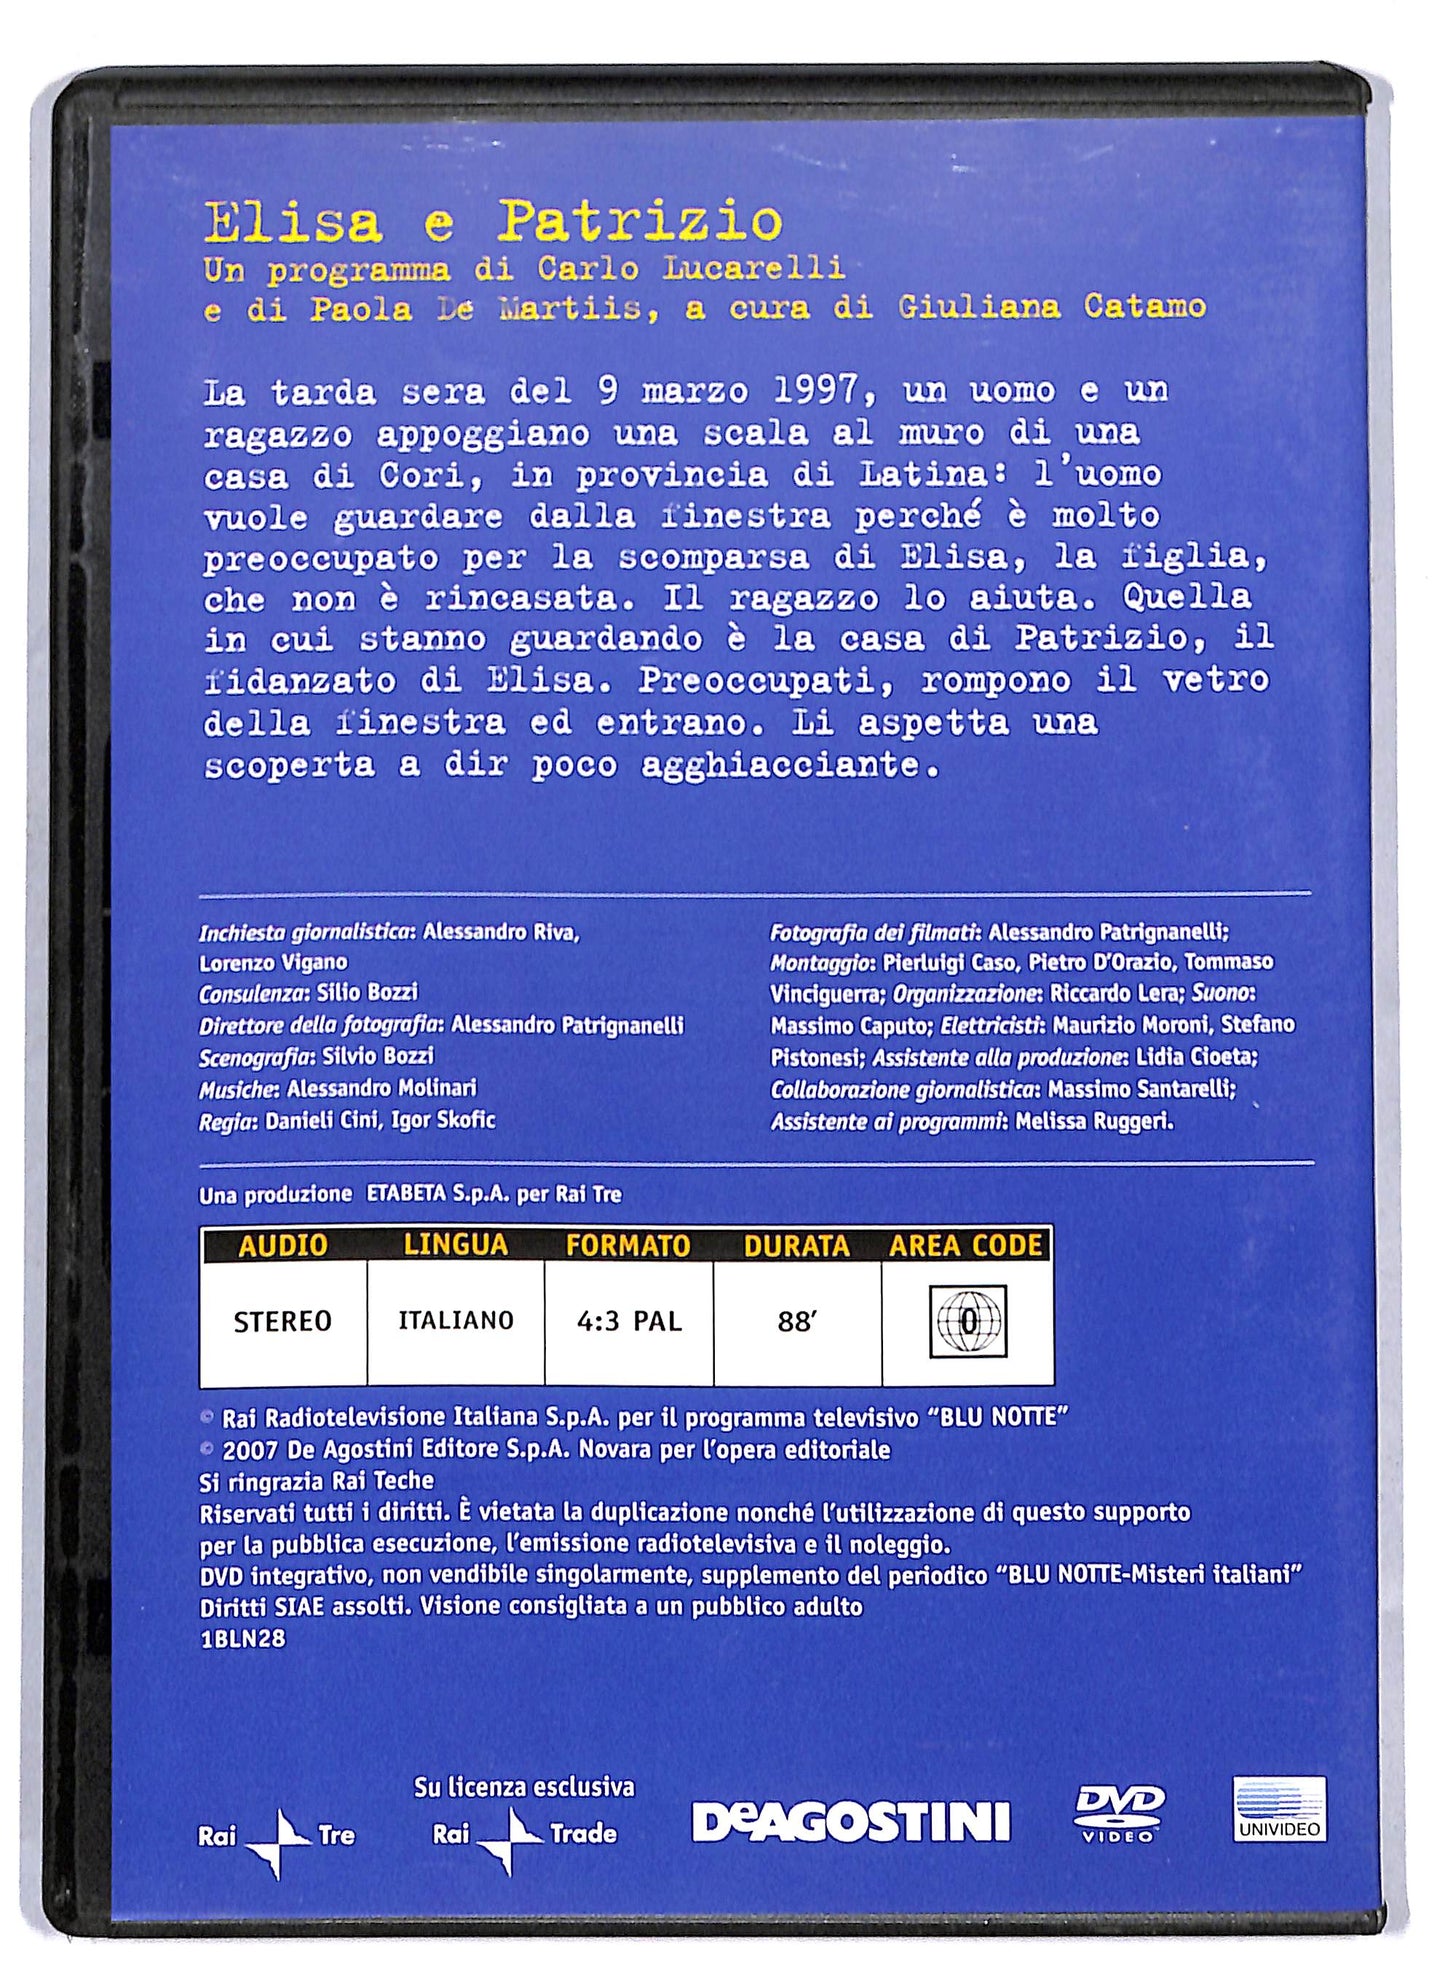 Elisa e Patrizio
Un programma di Carlo Lucarelli
e di Paola De Martiis, a cura di Giuliana Catamo
La tarda sera del 9 marzo 1997, un uomo e un
ragazzo appoggiano una scala al muro di una
casa di Cori, in provincia di Latina: l'uomo
vuole guardare dalla finestra perché è molto
preoccupato per la scomparsa di Elisa, la figlia,
che non è rincasata. Il ragazzo lo aiuta. Quella
in cui stanno guardando è la casa di Patrizio, il
fidanzato di Elisa. Preoccupati, rompono il vetro
della finestra ed entrano. Li aspetta una
scoperta a dir poco agghiacciante.
Inchiesta giornalistica: Alessandro Riva,
Lorenzo Vigano
Consulenza: Silio Bozzi
Direttore della fotografia: Alessandro Patrignanelli
Scenografia: Silvio Bozzi
Musiche: Alessandro Molinari
Regia: Danieli Cini, Igor Skofic
Fotografia dei filmati: Alessandro Patrignanelli;
Montaggio: Pierluigi Caso, Pietro D'Orazio, Tommaso
Vinciguerra; Organizzazione: Riccardo Lera; Suono:
Massimo Caputo; Elettricisti: Maurizio Moroni, Stefano
Pistonesi; Assistente alla produzione: Lidia Cioeta;
Collaborazione giornalistica: Massimo Santarelli;
Assistente ai programmi: Melissa Ruggeri.
Una produzione ETABETA S.p.A. per Rai Tre
AUDIO LINGUA FORMATO DURATA AREA CODE
STEREO ITALIANO 4:3 PAL 88' 0
© Rai Radiotelevisione Italiana S.p.A. per il programma televisivo “BLU NOTTE”
© 2007 De Agostini Editore S.p.A. Novara per l'opera editoriale
Si ringrazia Rai Teche
Riservati tutti i diritti. È vietata la duplicazione nonché l'utilizzazione di questo supporto
per la pubblica esecuzione, l'emissione radiotelevisiva e il noleggio.
DVD integrativo, non vendibile singolarmente, supplemento del periodico “BLU NOTTE-Misteri italiani”
Diritti SIAE assolti. Visione consigliata a un pubblico adulto
1BLN28
Su licenza esclusiva
Rai Tre
Rai Trade
DeAGOSTINI
DVD
VIDEO™
UNIVIDEO